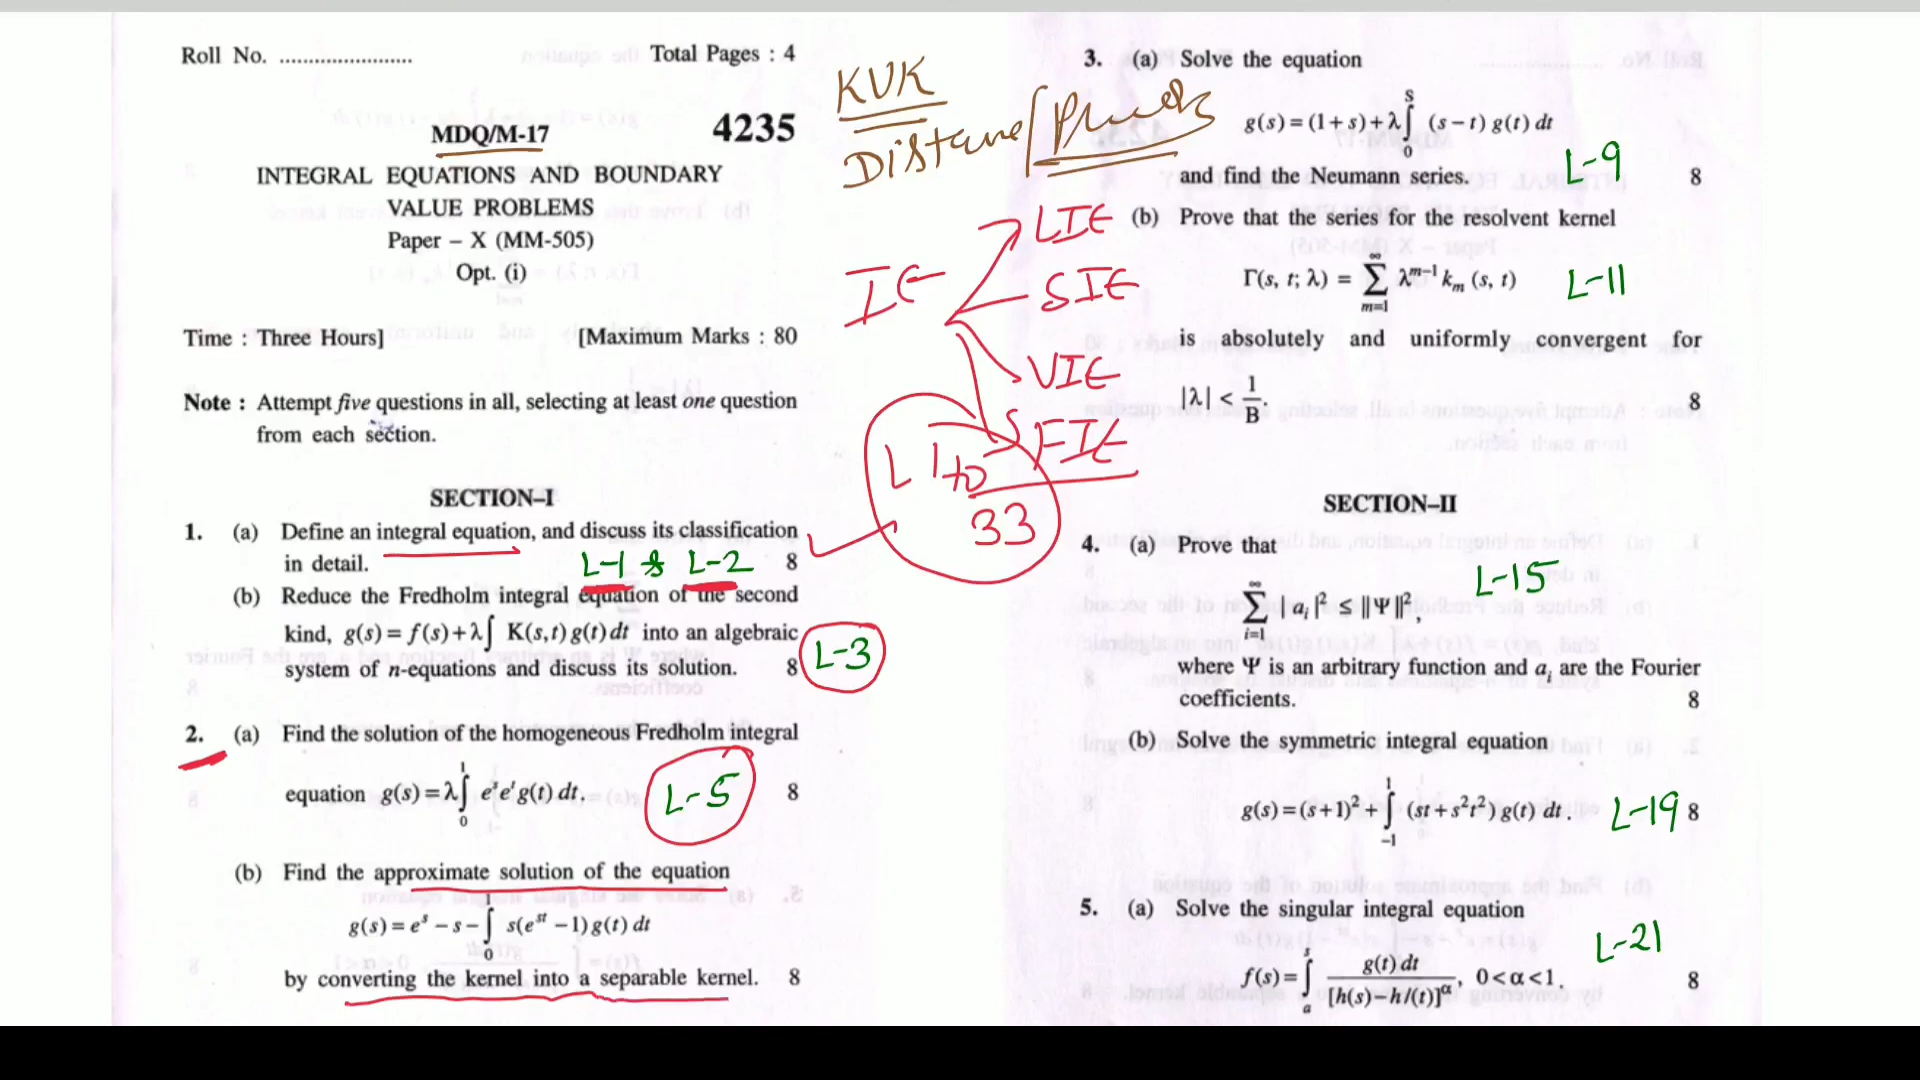 Roll No. ....................... Total Pages : 4
MDQ/M-17 4235
INTEGRAL EQUATIONS AND BOUNDARY
VALUE PROBLEMS
Paper – X (MM-505)
Opt. (i)
Time : Three Hours] [Maximum Marks : 80
Note : Attempt five questions in all, selecting at least one question
from each section.
SECTION–I
1. (a) Define an integral equation, and discuss its classification
in detail. L-1 & L-2 8
(b) Reduce the Fredholm integral equation of the second
kind, g(s) = f(s) + λ∫ K(s,t) g(t) dt into an algebraic
system of n-equations and discuss its solution. 8 L-3
2. (a) Find the solution of the homogeneous Fredholm integral
equation g(s) = λ∫₀¹ eˢeᵗ g(t) dt. L-5 8
(b) Find the approximate solution of the equation
g(s) = eˢ – s – ∫₀¹ s(eˢᵗ – 1) g(t) dt
by converting the kernel into a separable kernel. 8
KUK
Distance/
IE
LIE
SIE
VIE
FIE
L 1 to
33
3. (a) Solve the equation
g(s) = (1 + s) + λ∫₀ˢ (s – t) g(t) dt
and find the Neumann series. L-9 8
(b) Prove that the series for the resolvent kernel
Γ(s, t; λ) = ∑_{m=1}^{∞} λᵐ⁻¹ kₘ (s, t) L-11
is absolutely and uniformly convergent for
|λ| < 1/B. 8
SECTION–II
4. (a) Prove that
∑_{i=1}^{∞} | aᵢ |² ≤ ||Ψ||², L-15
where Ψ is an arbitrary function and aᵢ are the Fourier
coefficients. 8
(b) Solve the symmetric integral equation
g(s) = (s + 1)² + ∫₋₁¹ (st + s²t²) g(t) dt . L-19 8
5. (a) Solve the singular integral equation
f(s) = ∫ₐˢ g(t) dt / [h(s) – h/(t)]^α, 0 < α < 1. L-21 8